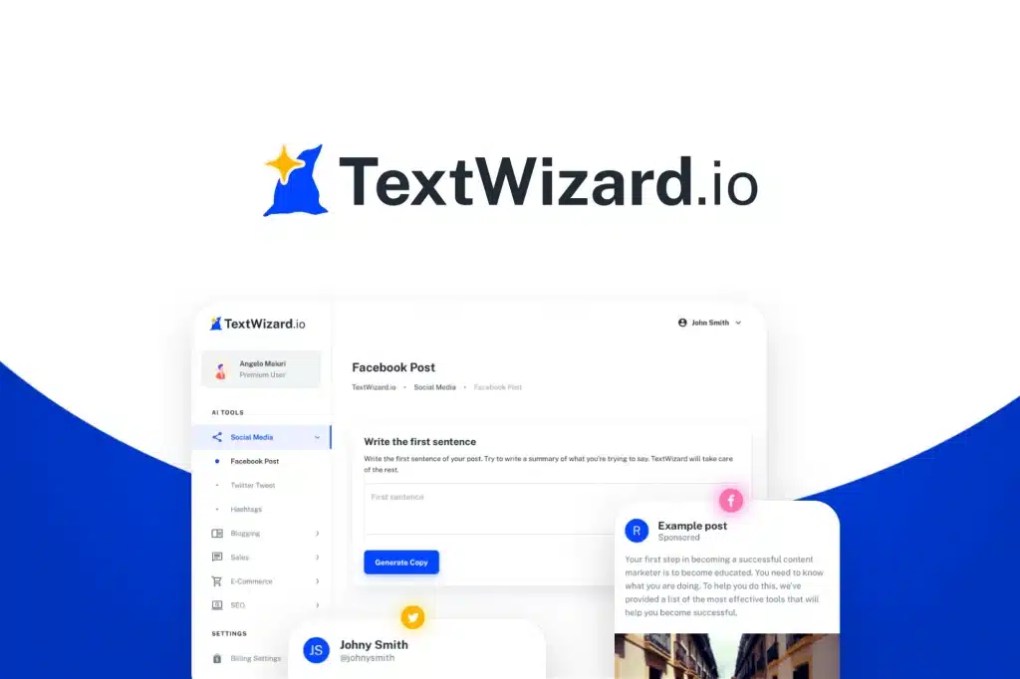 TextWizard.io
TextWizard.io
John Smith
Angelo Maiuri
Premium User
AI TOOLS
Social Media
Facebook Post
Twitter Tweet
Hashtags
Blogging
Sales
E-Commerce
SEO
SETTINGS
Billing Settings
Facebook Post
TextWizard.io • Social Media • Facebook Post
Write the first sentence
Write the first sentence of your post. Try to write a summary of what you're trying to say. TextWizard will take care
of the rest.
First sentence
Generate Copy
JS
Johny Smith
@johnysmith
R
Example post
Sponsored
Your first step in becoming a successful content
marketer is to become educated. You need to know
what you are doing. To help you do this, we've
provided a list of the most effective tools that will
help you become successful.